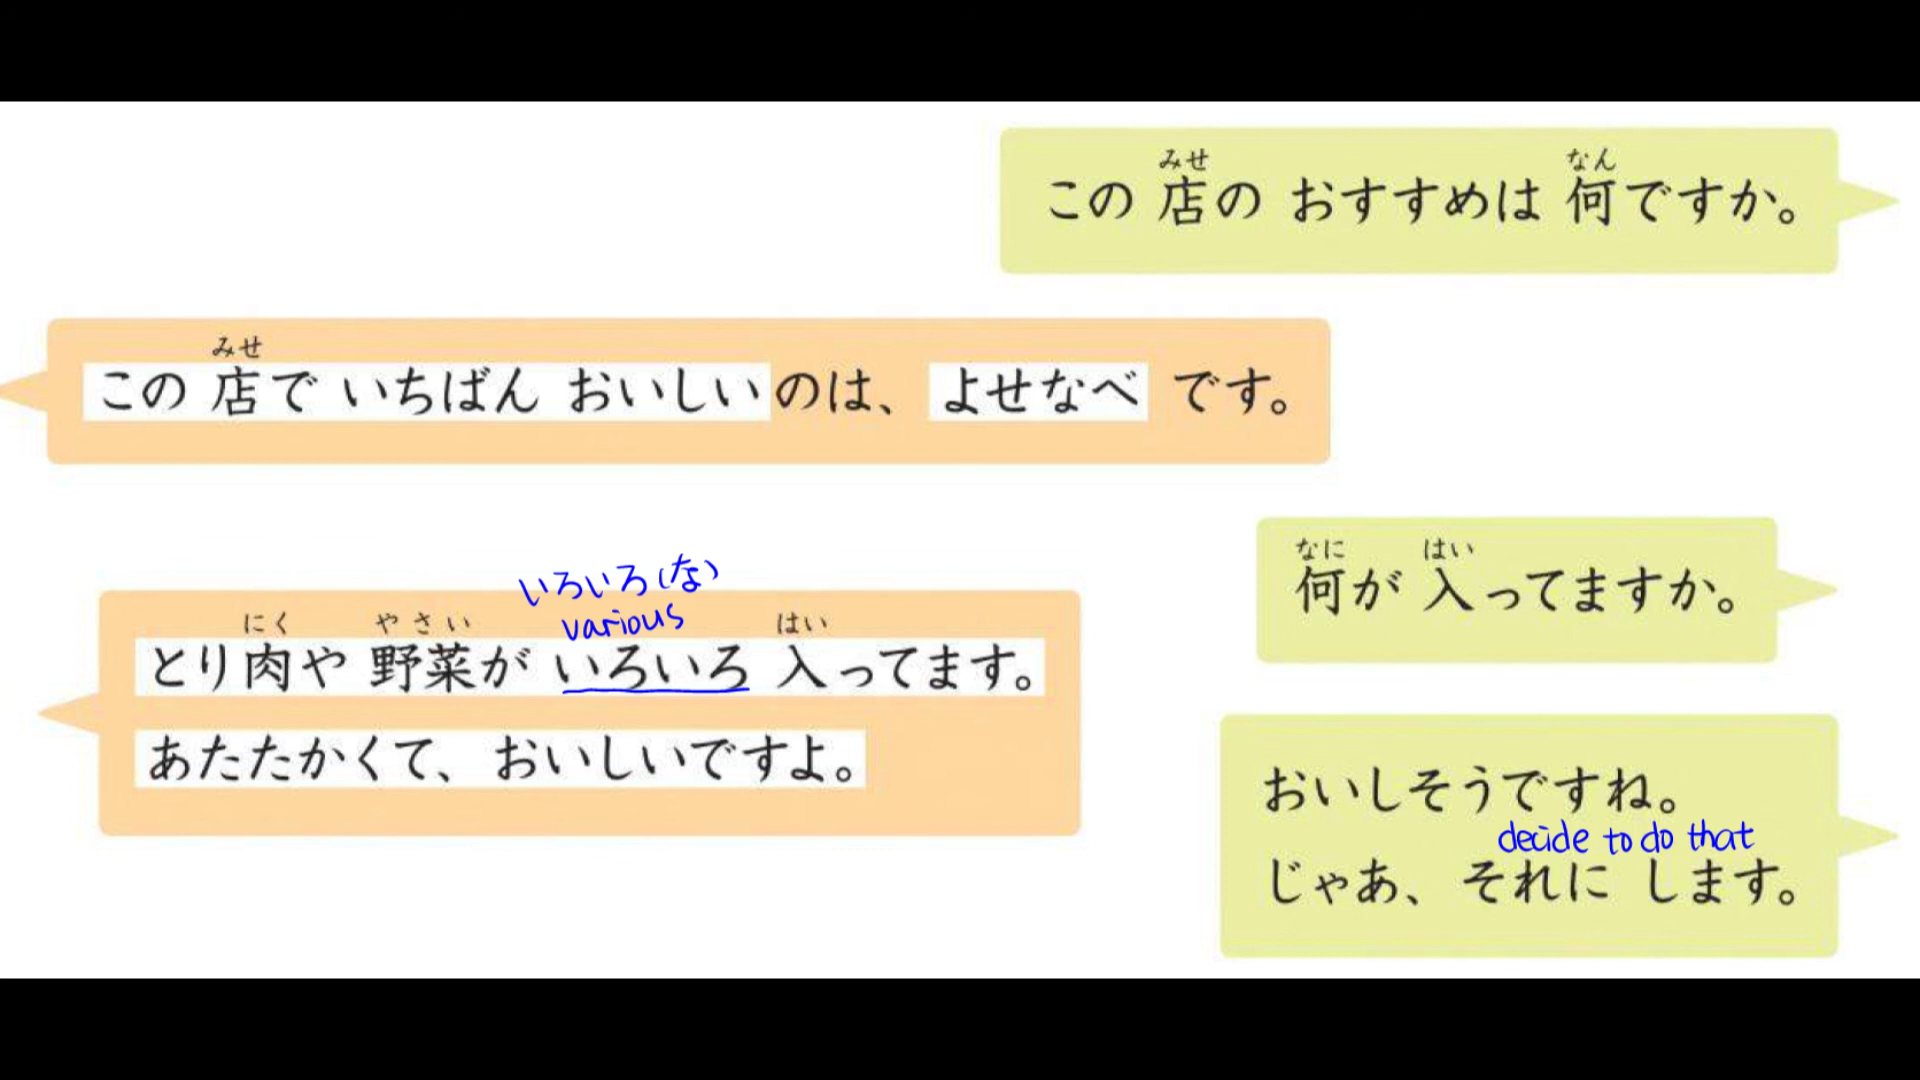 みせ なん
この 店の おすすめは 何ですか。
みせ
この 店で いちばん おいしいのは、 よせなべ です。
なに はい
何が 入ってますか。
いろいろ(な)
various
にく やさい はい
とり肉や 野菜が いろいろ 入ってます。
あたたかくて、 おいしいですよ。
おいしそうですね。
decide to do that
じゃあ、 それに します。